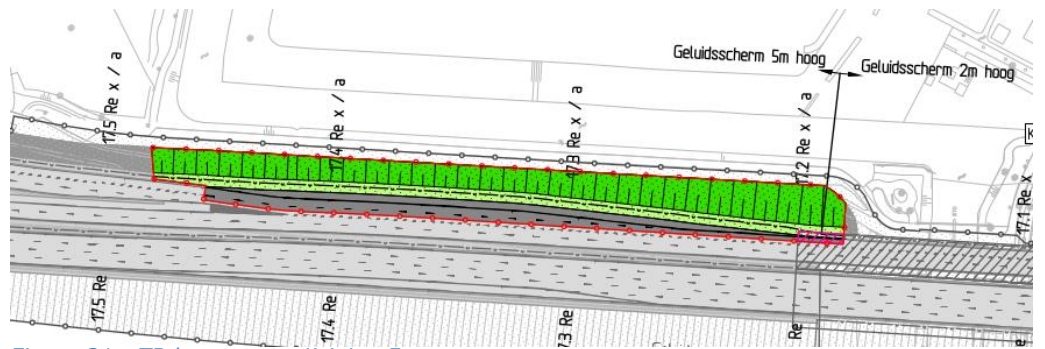 Geluidsscherm 5m hoog
Geluidsscherm 2m hoog
17.5 Re x / a
17.4 Re x / a
17.3 Re x / a
17.2 Re x / a
17.1 Re x
K
17.5 Re
17.4 Re
17.3 Re
Re